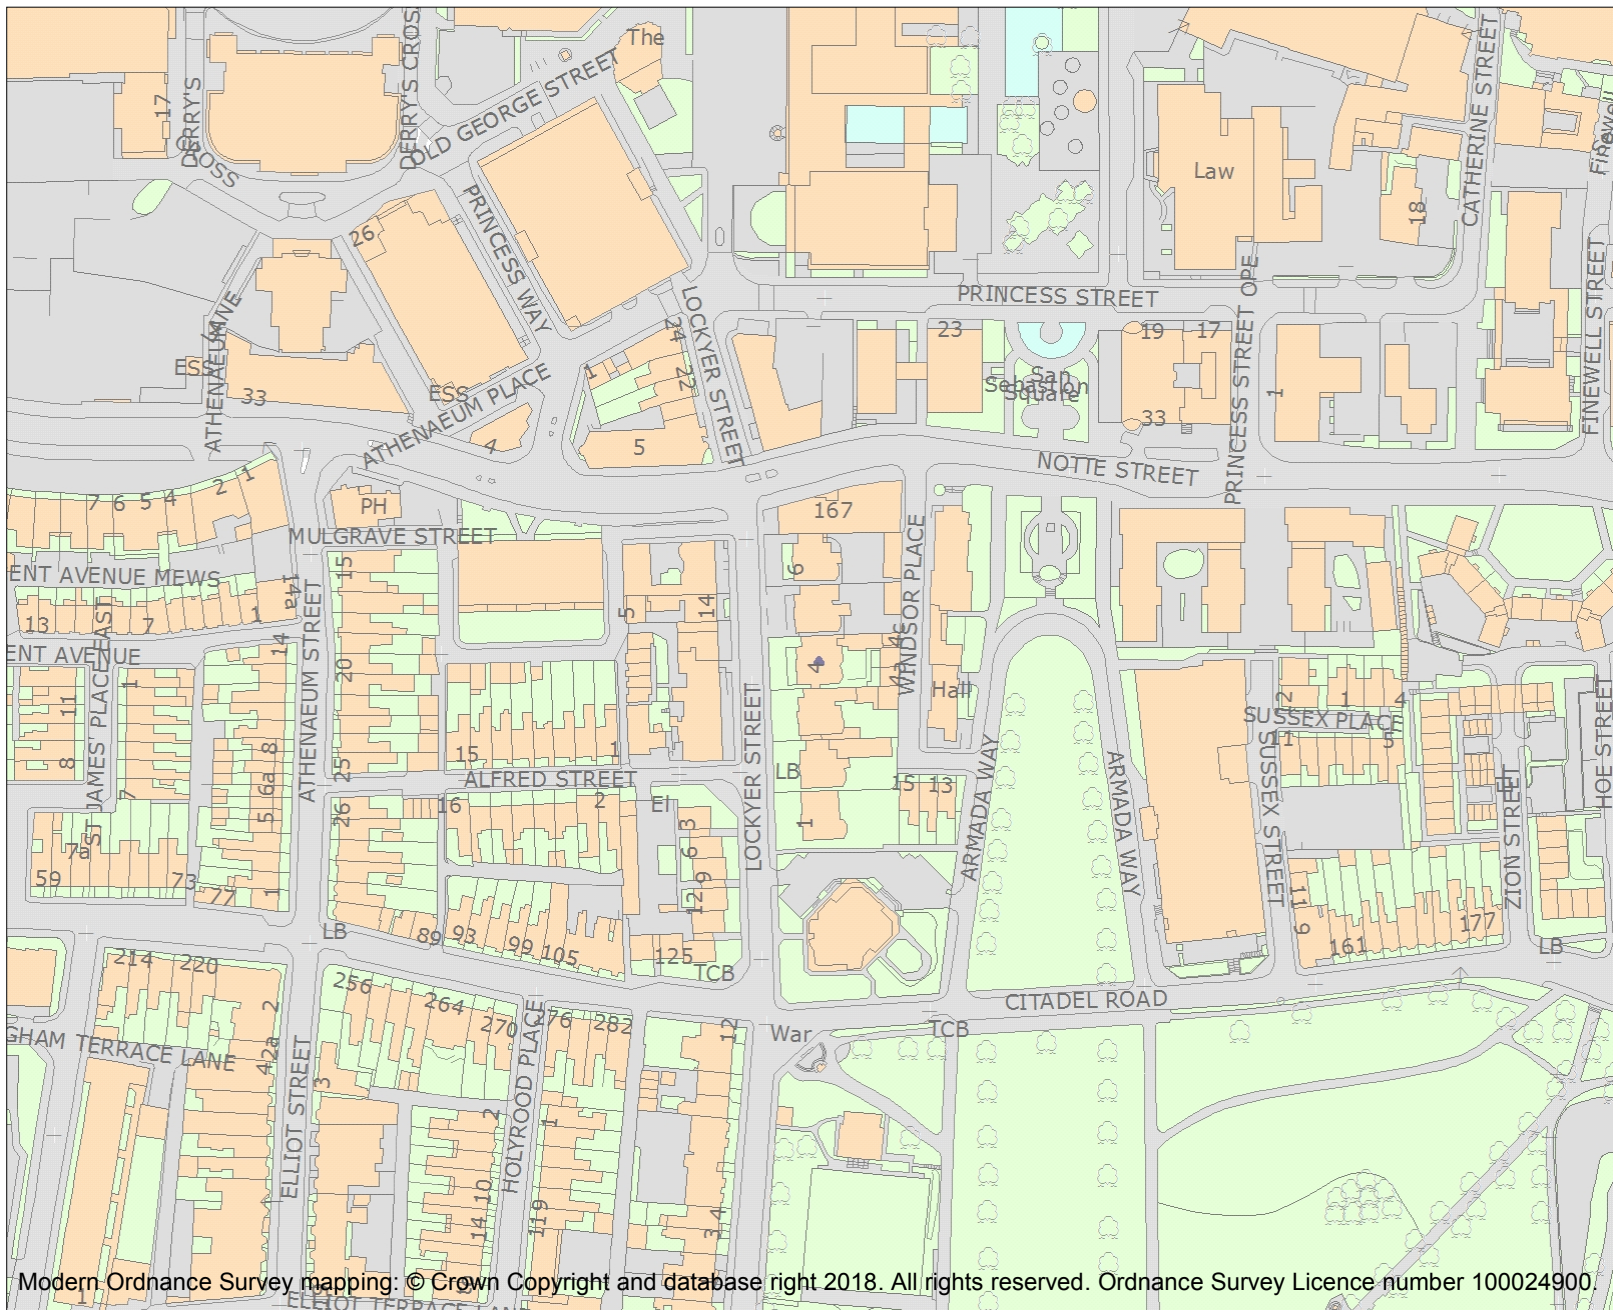 The
DERRY'S CROS
OLD GEORGE STREET
17
DERRY'S
CROSS
Law
CATHERINE STREET
18
26
PRINCESS WAY
PRINCESS STREET
LOCKYER STREET
24
22
23
19
17
PRINCESS STREET OPE
FINEWELL STREET
ATHENAEUM
LANE
ESS
33
ESS
ATHENAEUM PLACE
1
4
5
San
Sebastion
Square
33
1
NOTTE STREET
7 6 5 4 2 1
PH
MULGRAVE STREET
167
WINDSOR PLACE
ENT AVENUE MEWS
14a
15
6
5
14
13
7
1
14
ENT AVENUE
ST JAMES' PLACE EAST
ATHENAEUM STREET
20
4
Hall
11
1
8
8
6a
5
7
25
15
1
ALFRED STREET
LOCKYER STREET
LB
15
13
ARMADA WAY
ARMADA WAY
2
1
4
SUSSEX PLACE
11
5
SUSSEX STREET
HOE STREET
El
ZION STREET
26
16
2
El
3
6
12-9
1
7a
59
73
77
1
LB
89
93
99
105
125
TCB
11
9
161
177
LB
214
220
256
264
270
276
282
2
42a
CITADEL ROAD
TCB
War
12
GHAM TERRACE LANE
ELLIOT STREET
3
HOLYROOD PLACE
2
1
10
14
119
3
4
1
ELLIOT TERRACE LAN
Modern Ordnance Survey mapping: © Crown Copyright and database right 2018. All rights reserved. Ordnance Survey Licence number 100024900.